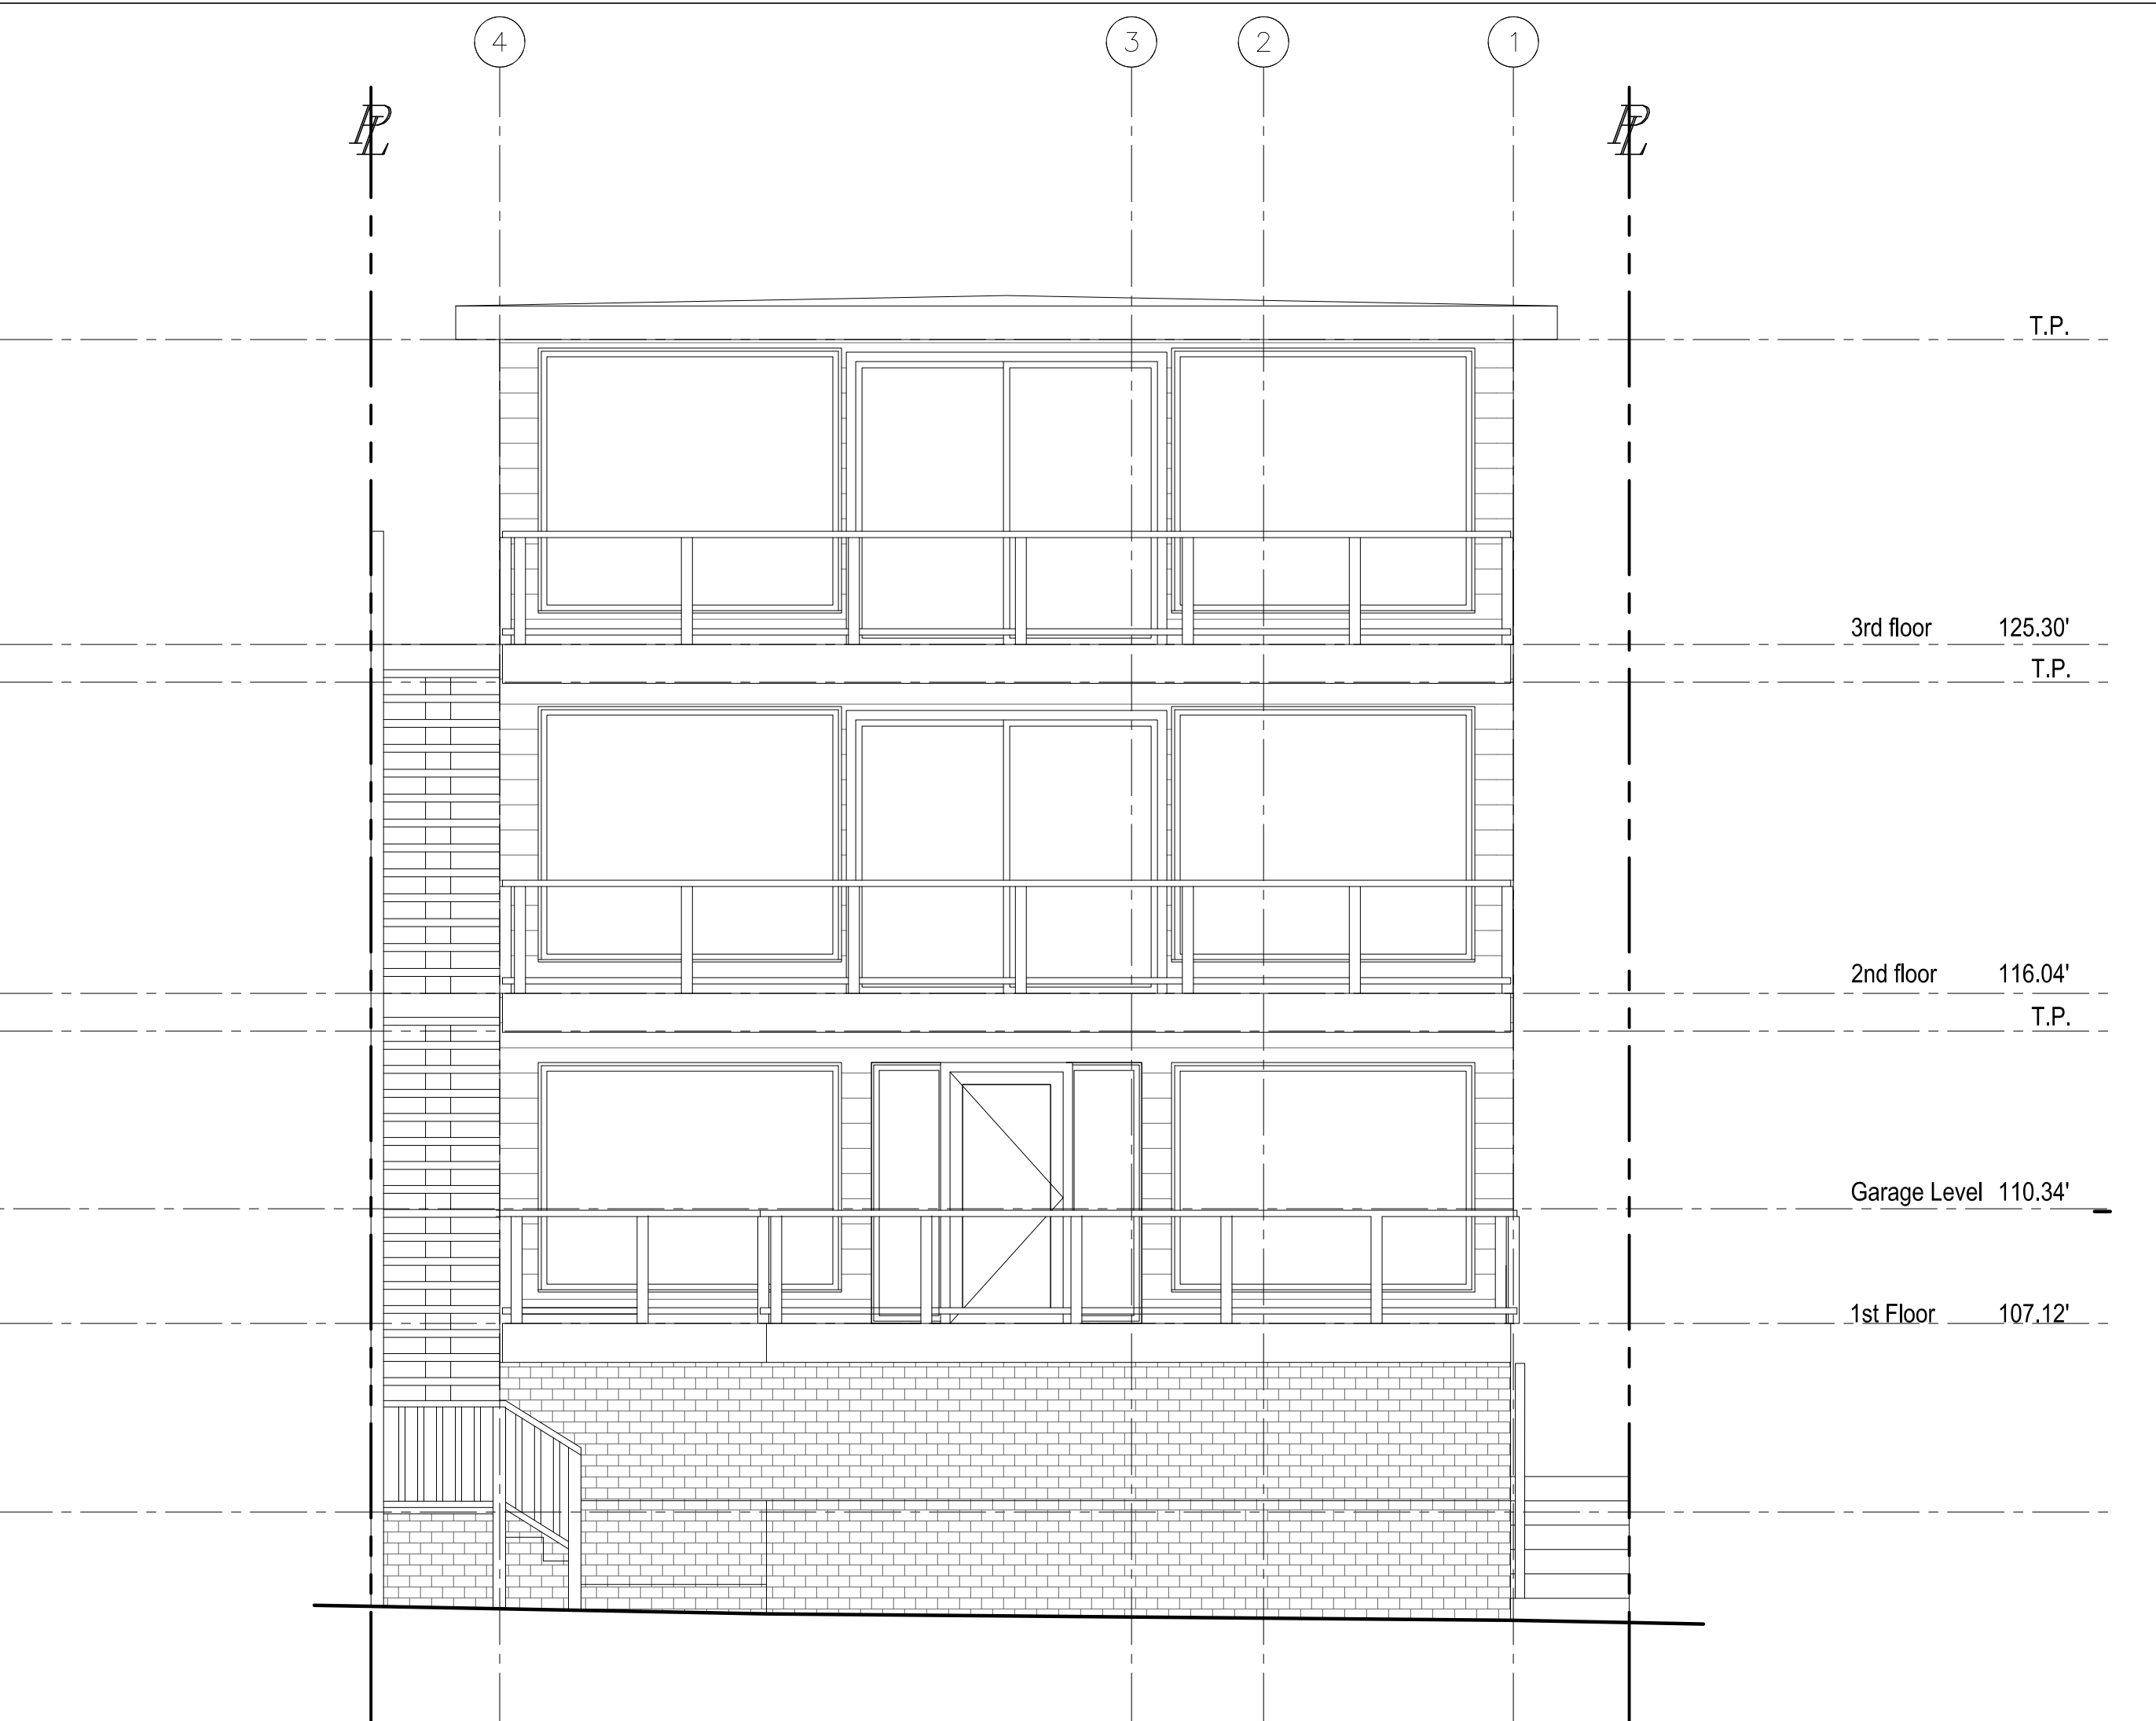 4 3 2 1
PL PL
T.P.
3rd floor 125.30'
T.P.
2nd floor 116.04'
T.P.
Garage Level 110.34'
1st Floor 107.12'